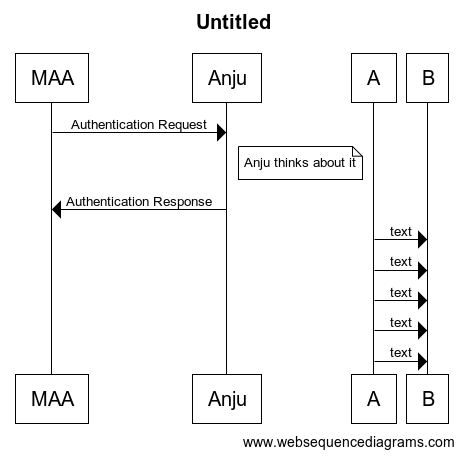 Untitled
MAA
Anju
A
B
Authentication Request
Anju thinks about it
Authentication Response
text
text
text
text
text
MAA
Anju
A
B
www.websequencediagrams.com